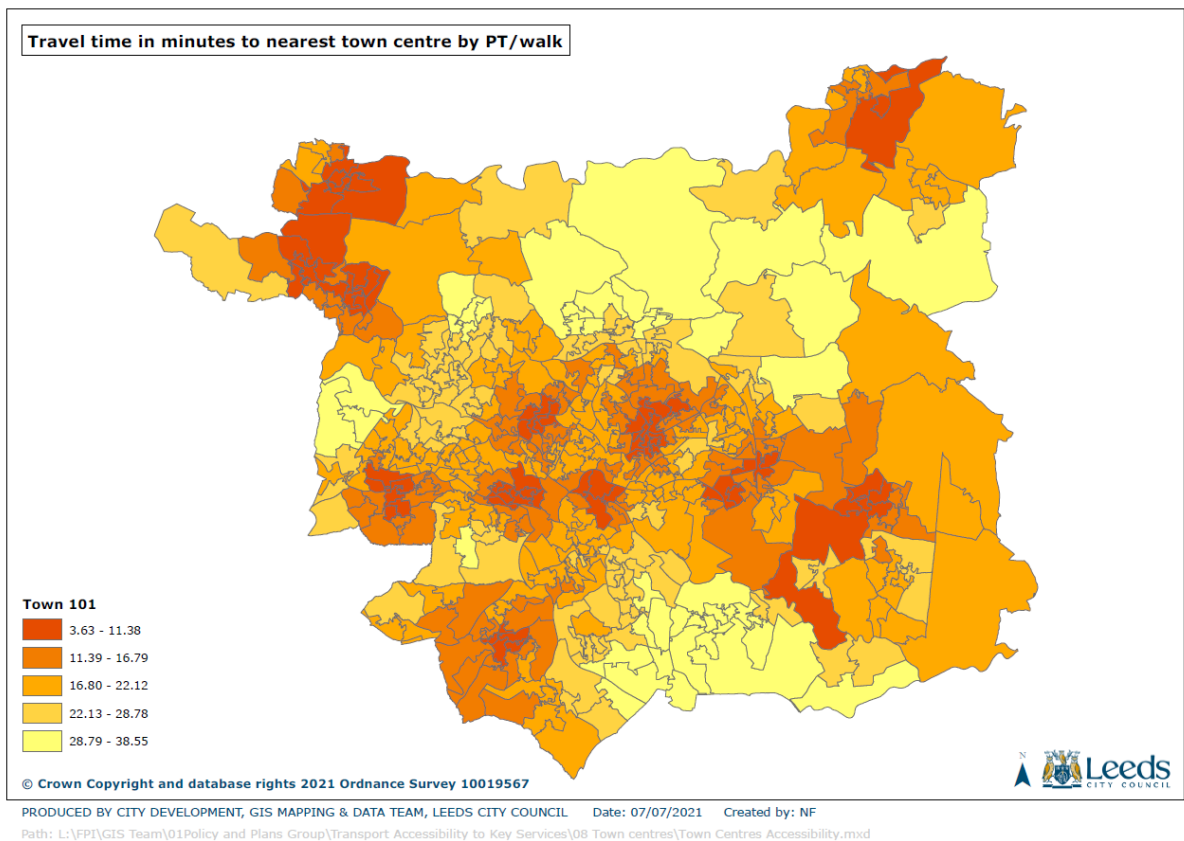 Travel time in minutes to nearest town centre by PT/walk
Town 101
3.63 - 11.38
11.39 - 16.79
16.80 - 22.12
22.13 - 28.78
28.79 - 38.55
© Crown Copyright and database rights 2021 Ordnance Survey 10019567
N
Leeds
CITY COUNCIL
PRODUCED BY CITY DEVELOPMENT, GIS MAPPING & DATA TEAM, LEEDS CITY COUNCIL Date: 07/07/2021 Created by: NF
Path: L:\FPI\GIS Team\01Policy and Plans Group\Transport Accessibility to Key Services\08 Town centres\Town Centres Accessibility.mxd